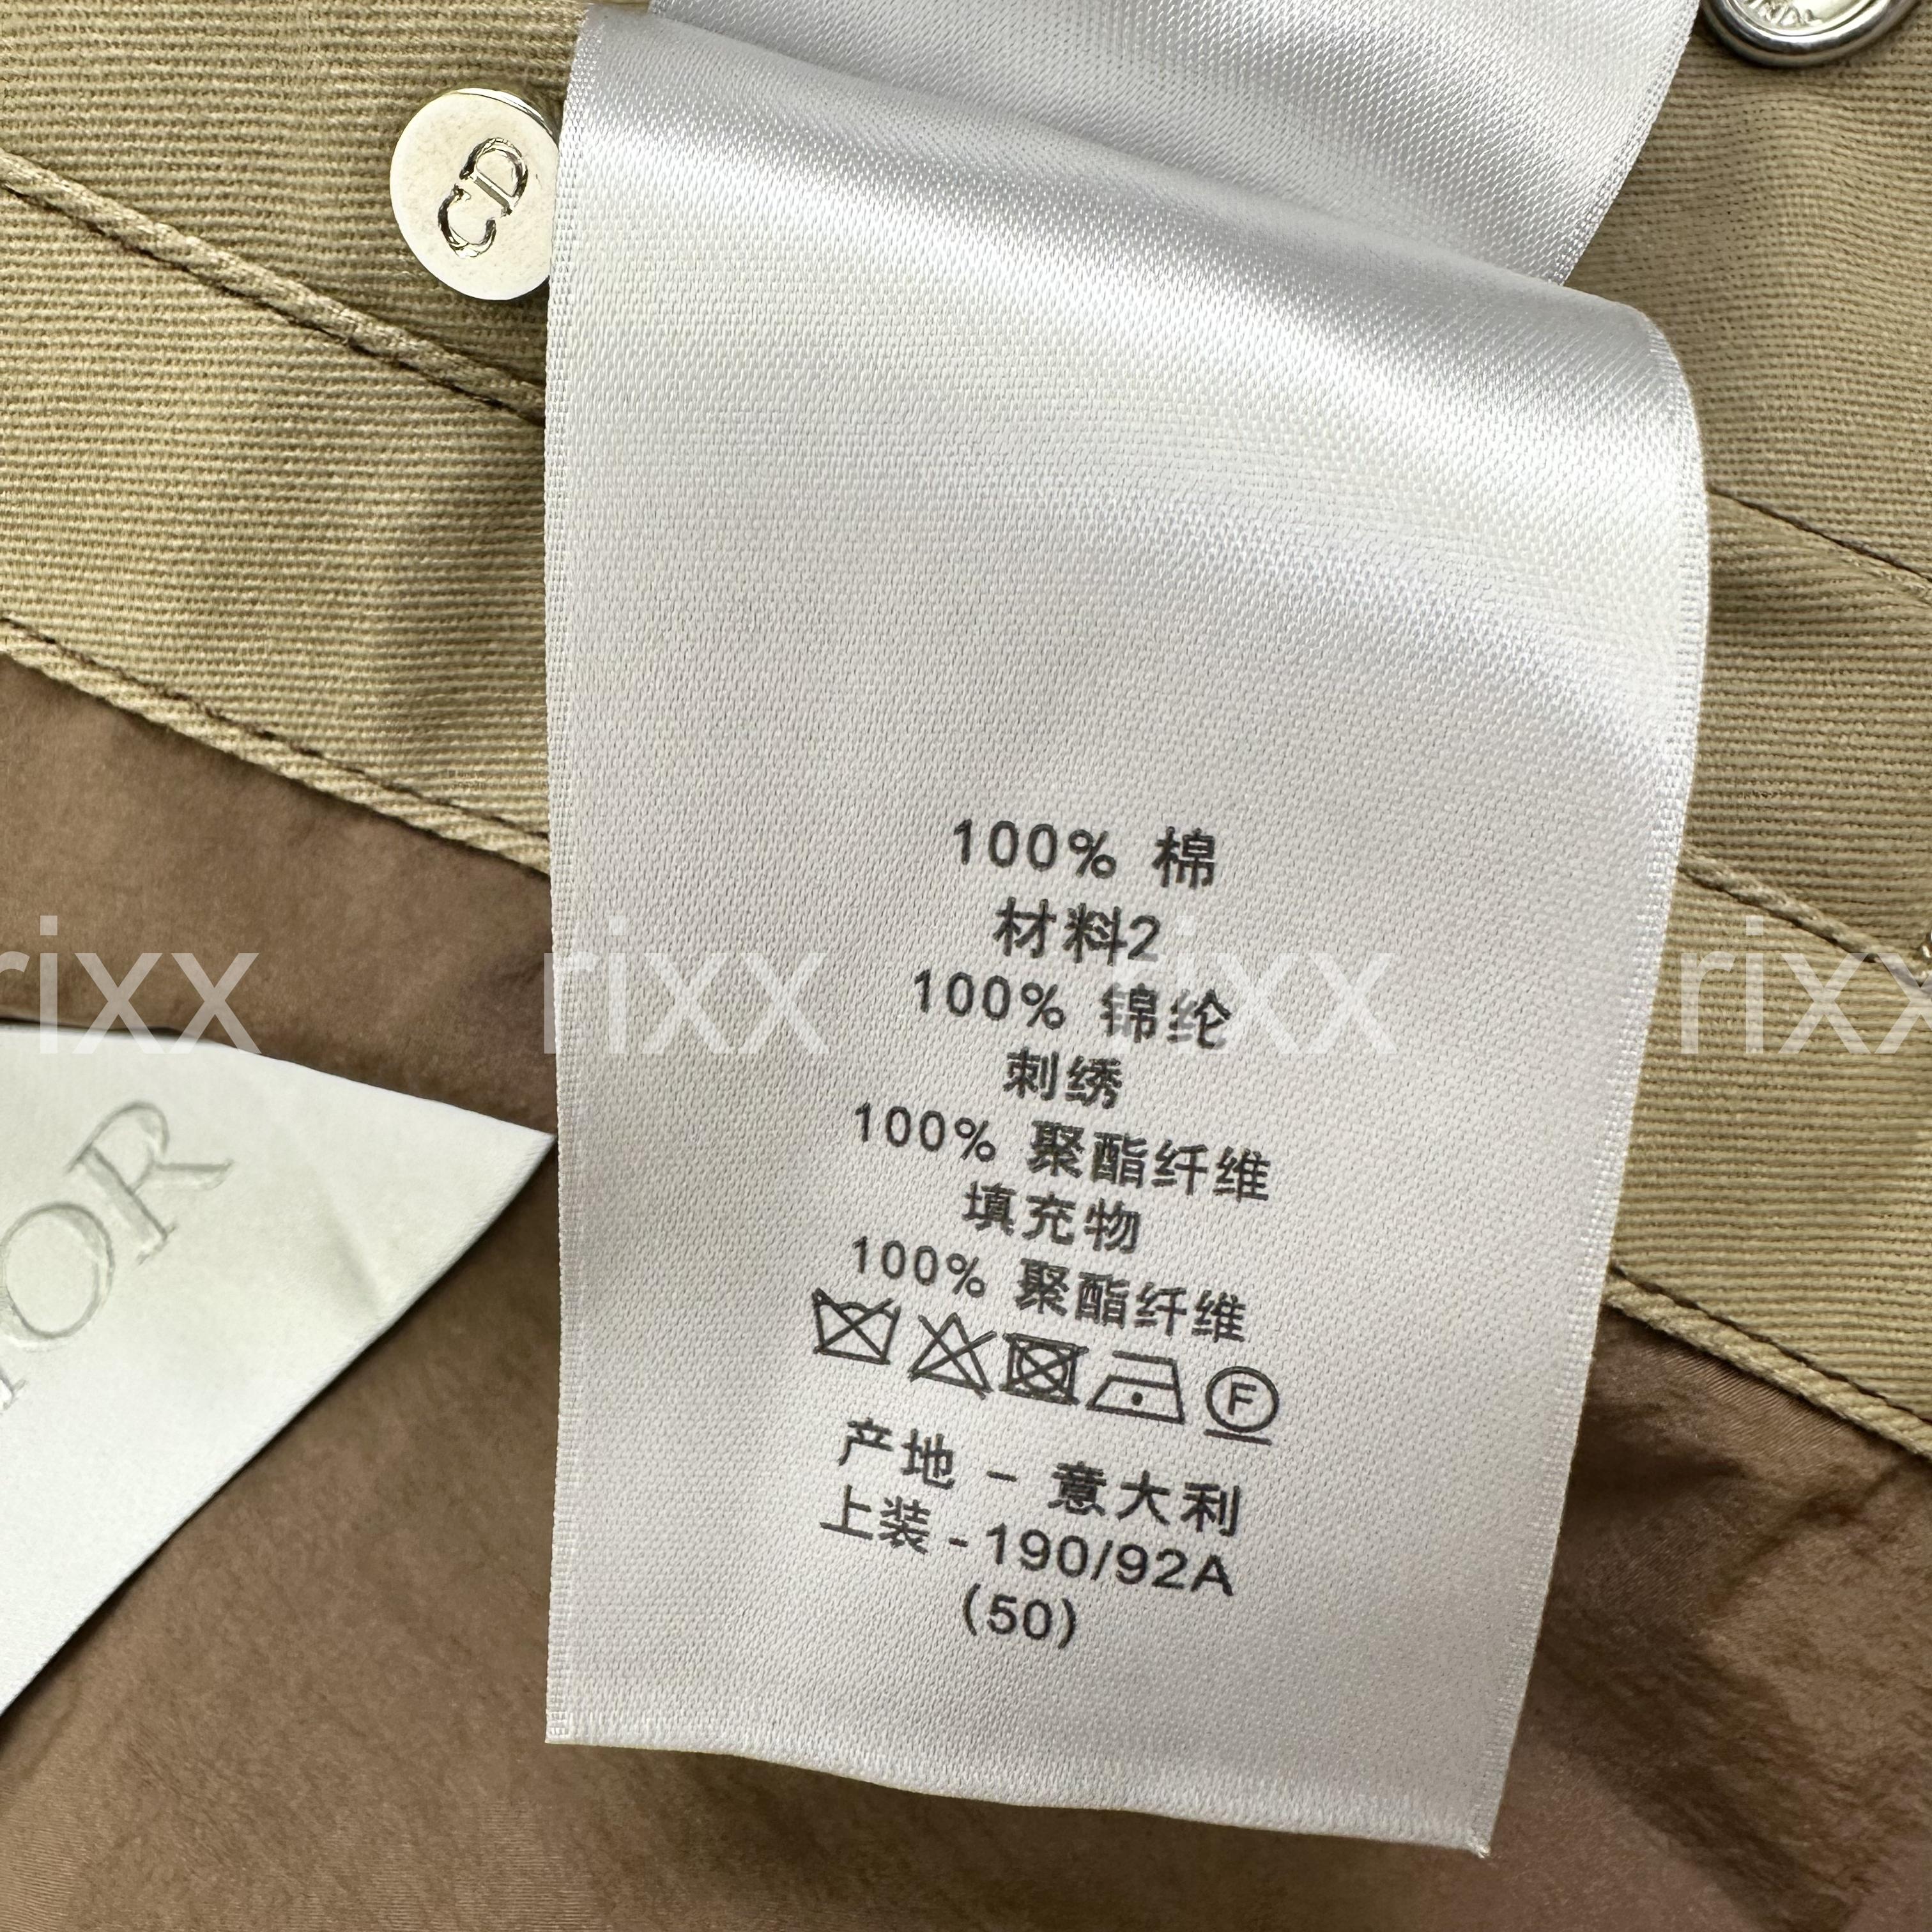 CD
100% 棉
材料2
100% 锦纶
刺绣
100% 聚酯纤维
填充物
100% 聚酯纤维
F
产地 - 意大利
上装-190/92A
(50)
OR
rixx rixx rixx rixx